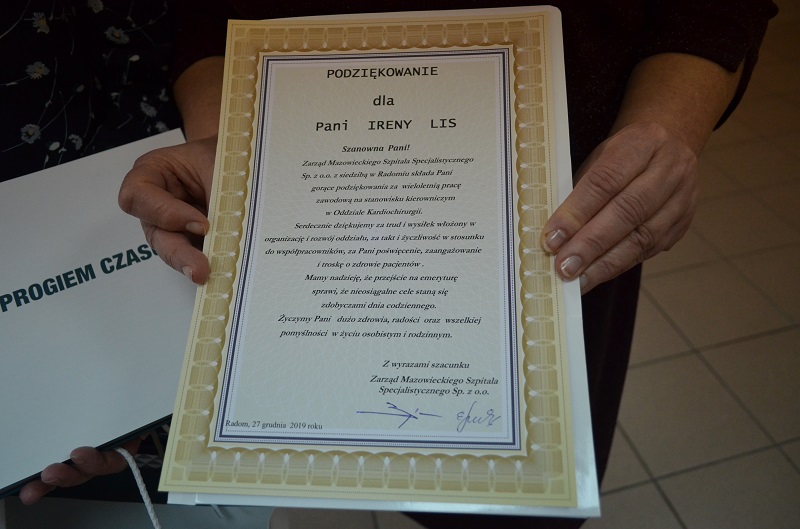 PODZIĘKOWANIE
dla
Pani IRENY LIS
Szanowna Pani!
Zarząd Mazowieckiego Szpitala Specjalistycznego
Sp. z o.o. z siedzibą w Radomiu składa Pani
gorące podziękowania za wieloletnią pracę
zawodową na stanowisku kierowniczym
w Oddziale Kardiochirurgii.
Serdecznie dziękujemy za trud i wysiłek włożony w
organizację i rozwój oddziału, za takt i życzliwość w stosunku
do współpracowników, za Pani poświęcenie, zaangażowanie
i troskę o zdrowie pacjentów .
Mamy nadzieję, że przejście na emeryturę
sprawi, że nieosiągalne cele staną się
zdobyczami dnia codziennego.
Życzymy Pani dużo zdrowia, radości oraz wszelkiej
pomyślności w życiu osobistym i rodzinnym.
Z wyrazami szacunku
Zarząd Mazowieckiego Szpitala
Specjalistycznego Sp. z o.o.
Radom, 27 grudnia 2019 roku
PROGIEM